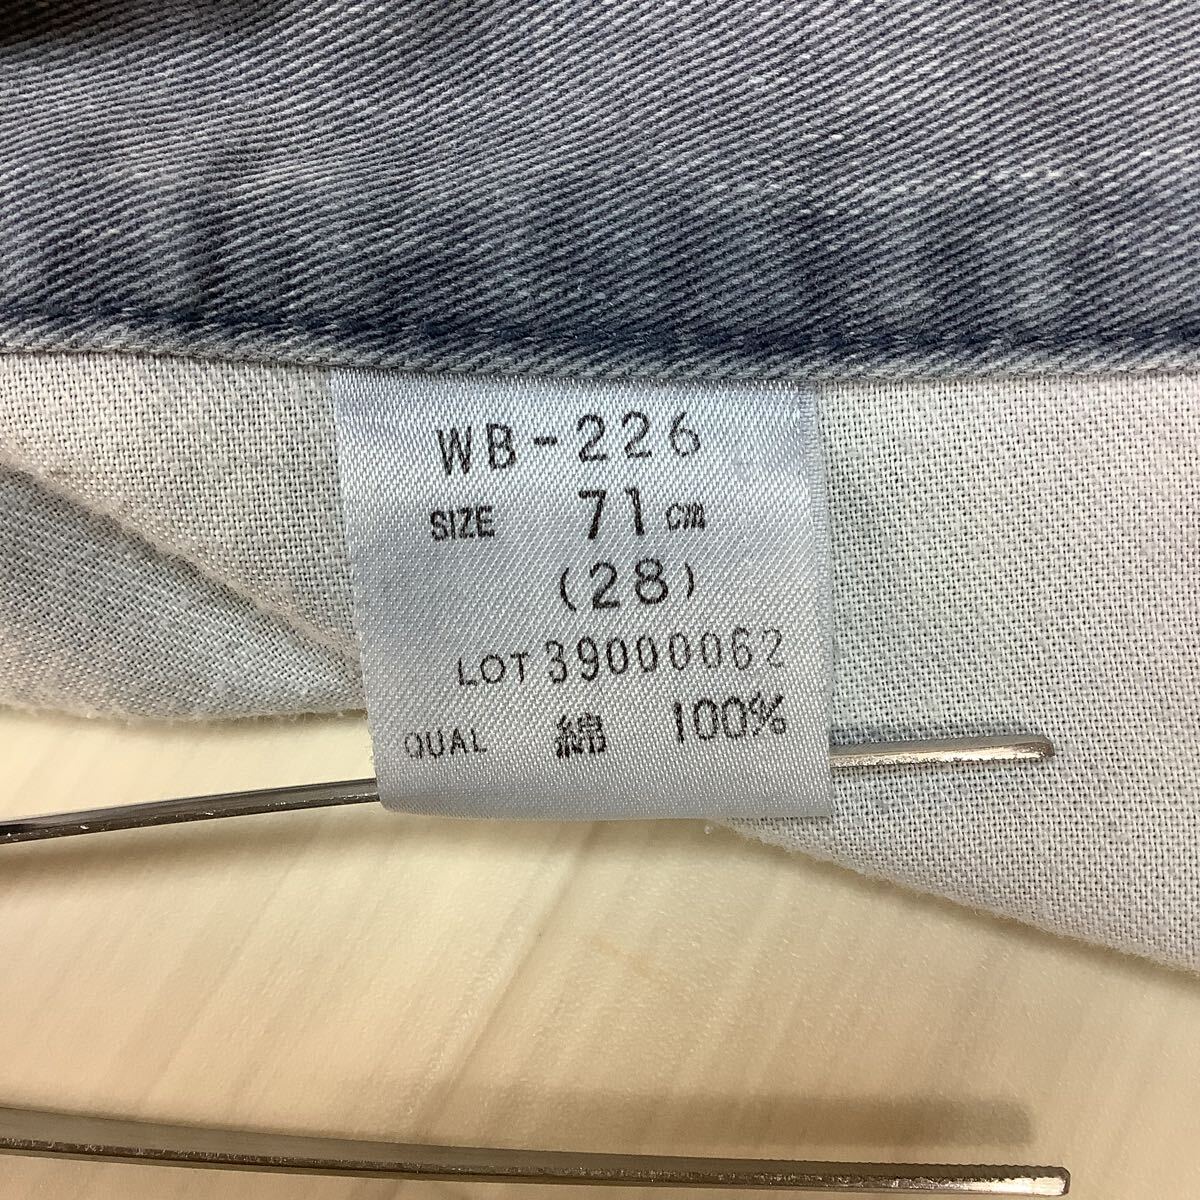 WB-226
SIZE 71cm
(28)
LOT 39000062
QUAL 綿 100%